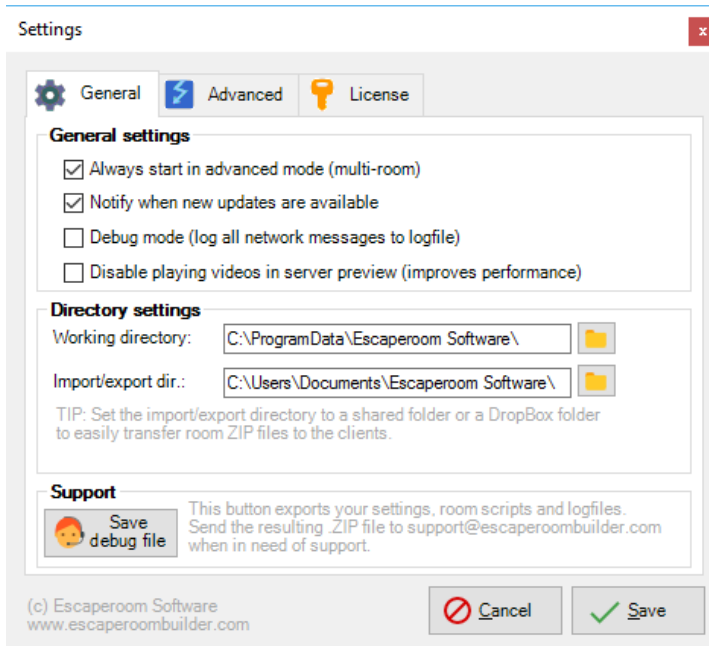 Settings
x
General
Advanced
License
General settings
Always start in advanced mode (multi-room)
Notify when new updates are available
Debug mode (log all network messages to logfile)
Disable playing videos in server preview (improves performance)
Directory settings
Working directory:
C:\ProgramData\Escaperoom Software\
Import/export dir.:
C:\Users\Documents\Escaperoom Software\
TIP: Set the import/export directory to a shared folder or a DropBox folder
to easily transfer room ZIP files to the clients.
Support
Save
debug file
This button exports your settings, room scripts and logfiles.
Send the resulting .ZIP file to support@escaperoombuilder.com
when in need of support.
(c) Escaperoom Software
www.escaperoombuilder.com
Cancel
Save